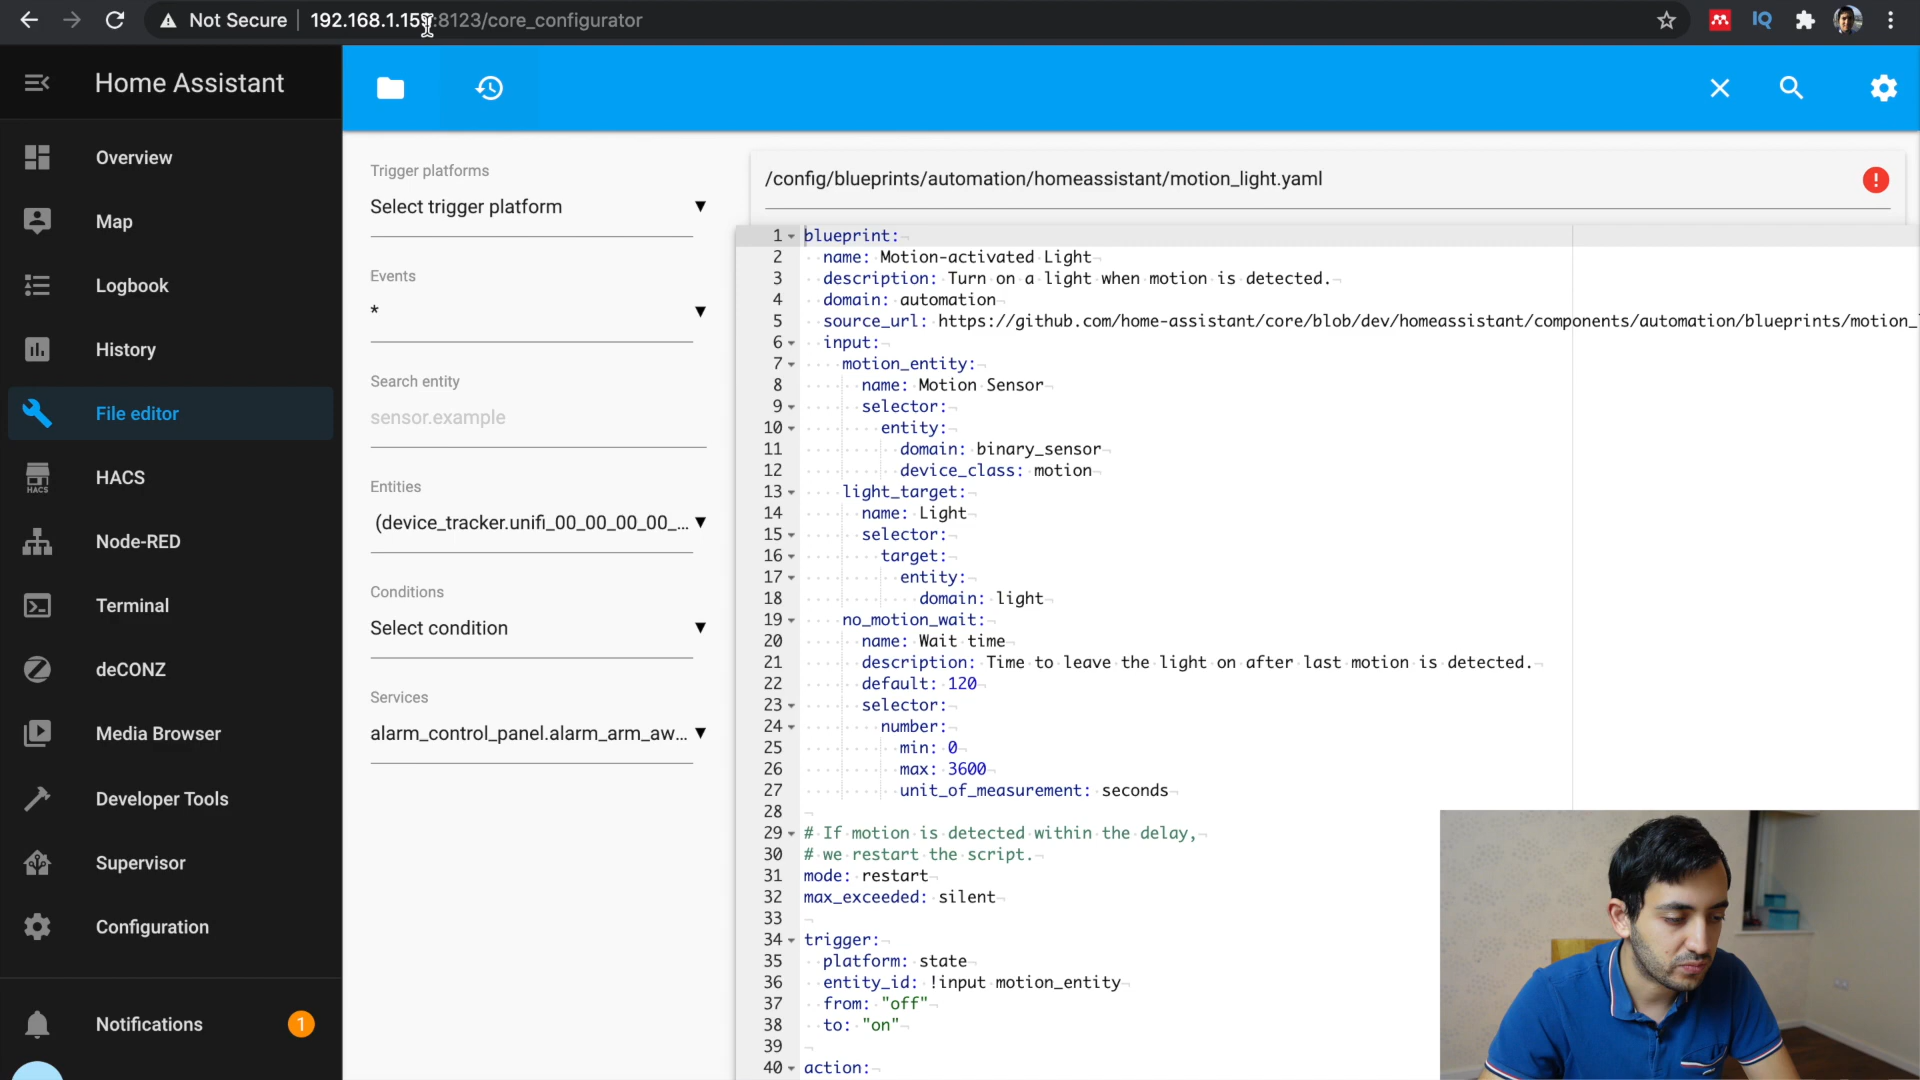 Not Secure | 192.168.1.159:8123/core_configurator
IQ
Home Assistant
Overview
Map
Logbook
History
File editor
HACS
HACS
Node-RED
Terminal
deCONZ
Media Browser
Developer Tools
Supervisor
Configuration
Notifications 1
Trigger platforms
Select trigger platform
Events
*
Search entity
sensor.example
Entities
(device_tracker.unifi_00_00_00_00_...
Conditions
Select condition
Services
alarm_control_panel.alarm_arm_aw...
/config/blueprints/automation/homeassistant/motion_light.yaml
1 blueprint:
2 name: Motion-activated Light
3 description: Turn on a light when motion is detected.
4 domain: automation
5 source_url: https://github.com/home-assistant/core/blob/dev/homeassistant/components/automation/blueprints/motion_
6 input:
7 motion_entity:
8 name: Motion Sensor
9 selector:
10 entity:
11 domain: binary_sensor
12 device_class: motion
13 light_target:
14 name: Light
15 selector:
16 target:
17 entity:
18 domain: light
19 no_motion_wait:
20 name: Wait time
21 description: Time to leave the light on after last motion is detected.
22 default: 120
23 selector:
24 number:
25 min: 0
26 max: 3600
27 unit_of_measurement: seconds
28
29 # If motion is detected within the delay,
30 # we restart the script.
31 mode: restart
32 max_exceeded: silent
33
34 trigger:
35 platform: state
36 entity_id: !input motion_entity
37 from: "off"
38 to: "on"
39
40 action: